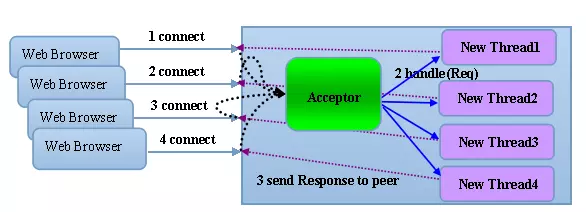 1 connect
New Thread1
Web Browser
2 connect
2 handle(Req)
Web Browser
Acceptor
New Thread2
3 connect
Web Browser
New Thread3
4 connect
Web Browser
3 send Response to peer
New Thread4